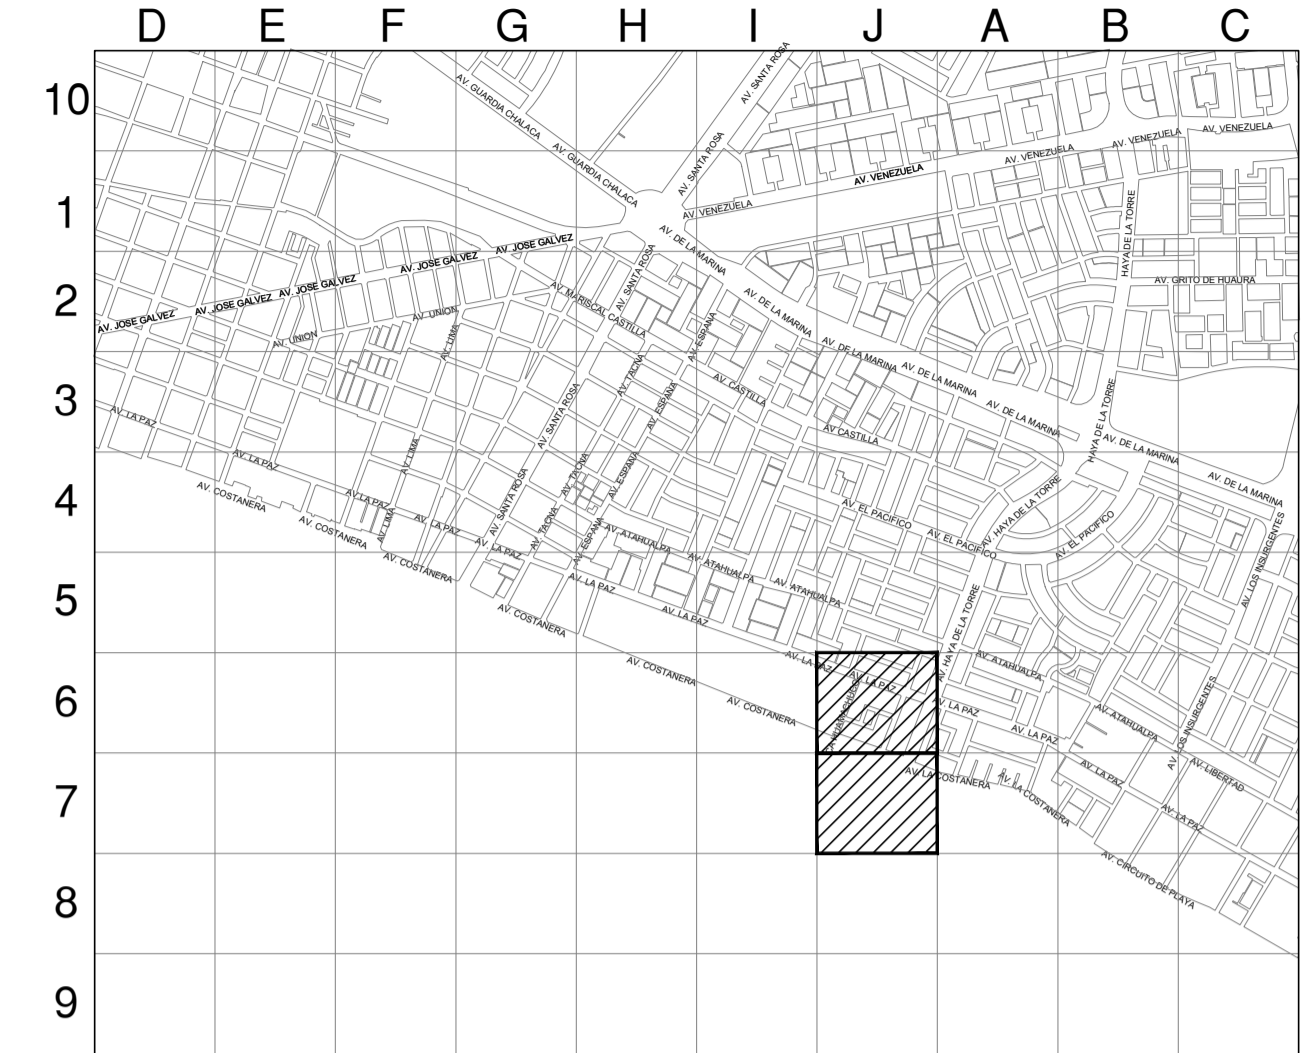 D E F G H I J A B C
10
AV. GUARDIA CHALACA
AV. SANTA ROSA
AV. GUARDIA CHALACA
AV. SANTA ROSA
AV. VENEZUELA
AV. VENEZUELA
AV. VENEZUELA
AV. VENEZUELA
1
AV. VENEZUELA
HAYA DE LA TORRE
AV. JOSE GALVEZ
AV. JOSE GALVEZ
AV. DE LA MARINA
AV. SANTA ROSA
AV. GRITO DE HUAURA
2
AV. JOSE GALVEZ
AV. JOSE GALVEZ
AV. JOSE GALVEZ
AV. MARISCAL CASTILLA
AV. DE LA MARINA
AV. UNION
AV. UNION
AV. LIMA
AV. ESPANA
AV. DE LA MARINA
AV. DE LA MARINA
AV. TACNA
3
AV. LA PAZ
AV. SANTA ROSA
AV. ESPANA
AV. CASTILLA
AV CASTILLA
AV. DE LA MARINA
HAYA DE LA TORRE
AV. DE LA MARINA
AV. LA PAZ
AV. LIMA
AV. TACNA
AV. ESPANA
AV. DE LA MARINA
4
AV. COSTANERA
AV. LA PAZ
AV. LIMA
AV. LA PAZ
AV. COSTANERA
AV. SANTA ROSA
AV. TACNA
AV. EL PACIFICO
AV. EL PACIFICO
AV. HAYA DE LA TORRE
AV. EL PACIFICO
AV. LA PAZ
AV. ESPANA
AV. ATAHUALPA
AV. ATAHUALPA
AV. ATAHUALPA
AV. LOS INSURGENTES
5
AV. COSTANERA
AV. LA PAZ
AV. LA PAZ
AV. COSTANERA
AV. HAYA DE LA TORRE
AV. COSTANERA
AV. LA PAZ
AV. LA PAZ
AV. ATAHUALPA
6
AV. COSTANERA
AV. LA PAZ
AV. LA PAZ
AV. ATAHUALPA
AV. LOS INSURGENTES
7
AV. LA COSTANERA
AV. LA COSTANERA
AV. LA PAZ
AV. LIBERTAD
AV. LA PAZ
8
AV. CIRCUITO DE PLAYA
9